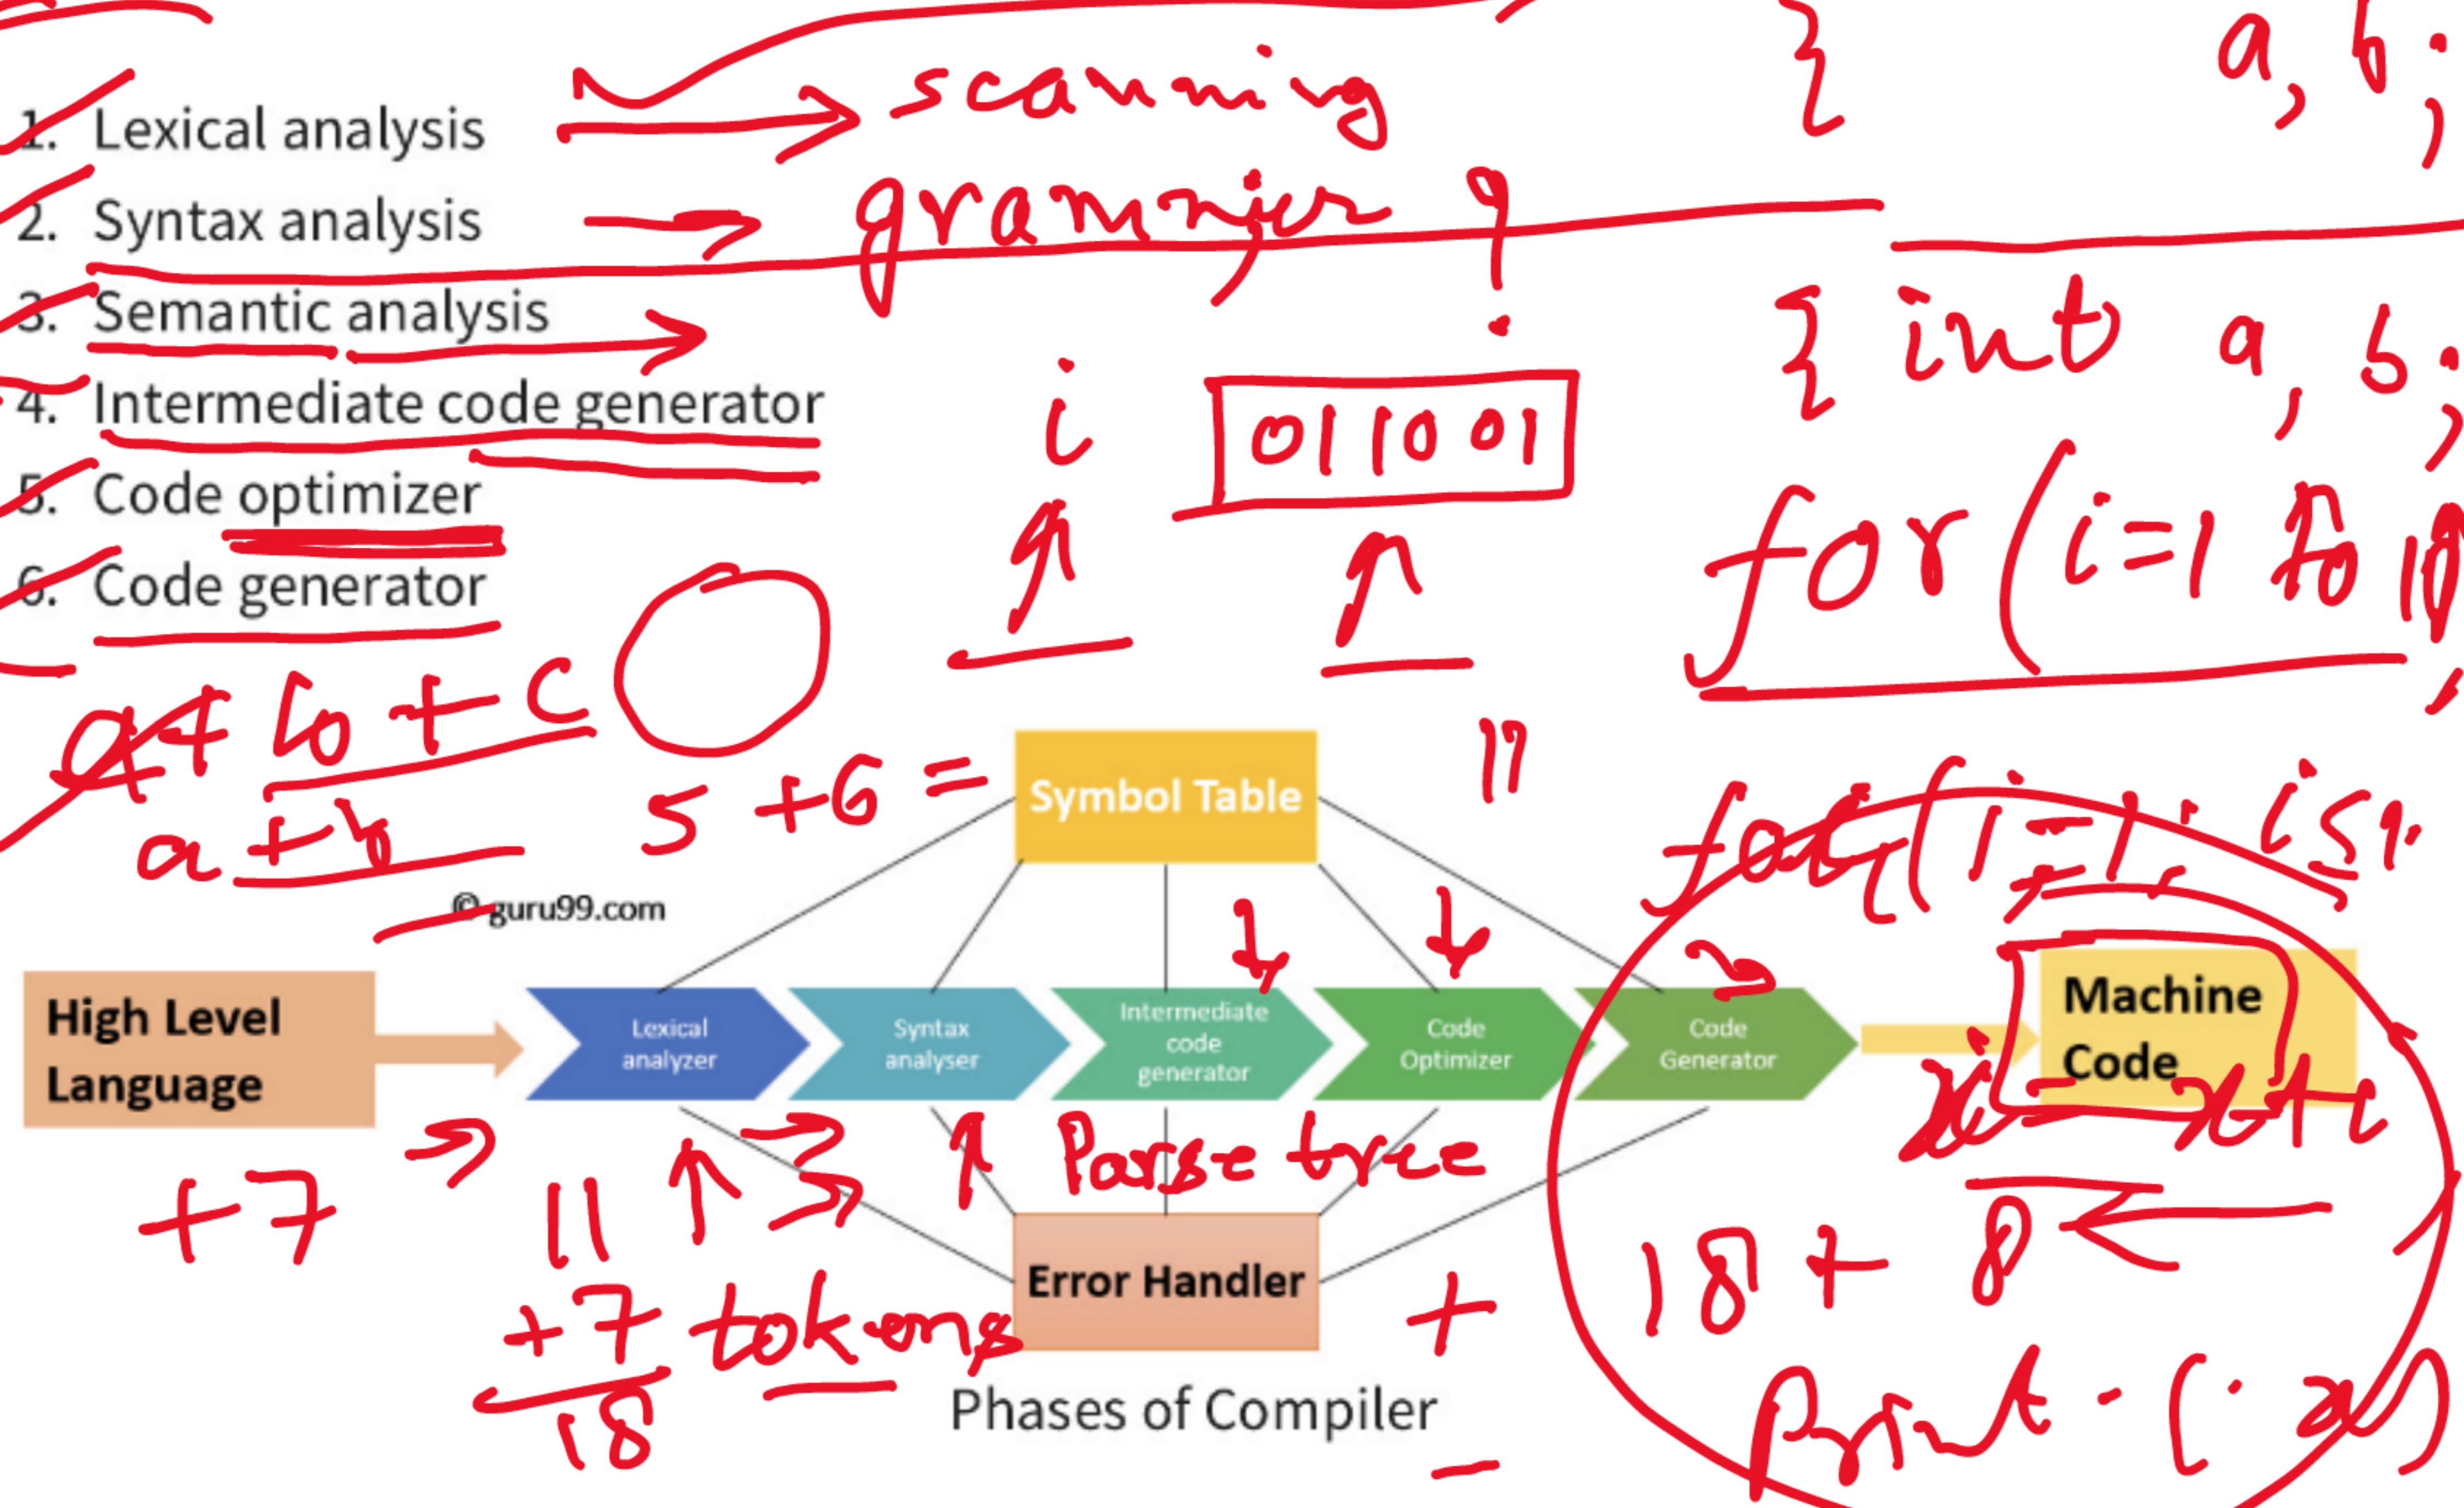 a, b;
1. Lexical analysis → scanning
2. Syntax analysis → grammer
3. Semantic analysis →
{ int a, b;
4. Intermediate code generator
i 011001
5. Code optimizer
for (i=1 to 10
6. Code generator
a + b + c
5 + 6 = 11
a + b
Symbol Table
© guru99.com
High Level
Language
Lexical
analyzer
Syntax
analyser
Intermediate
code
generator
Code
Optimizer
Code
Generator
Machine
Code
Parse tree
+7
11
+7
18
tokens
Error Handler
+
18 + 8
Phases of Compiler
print